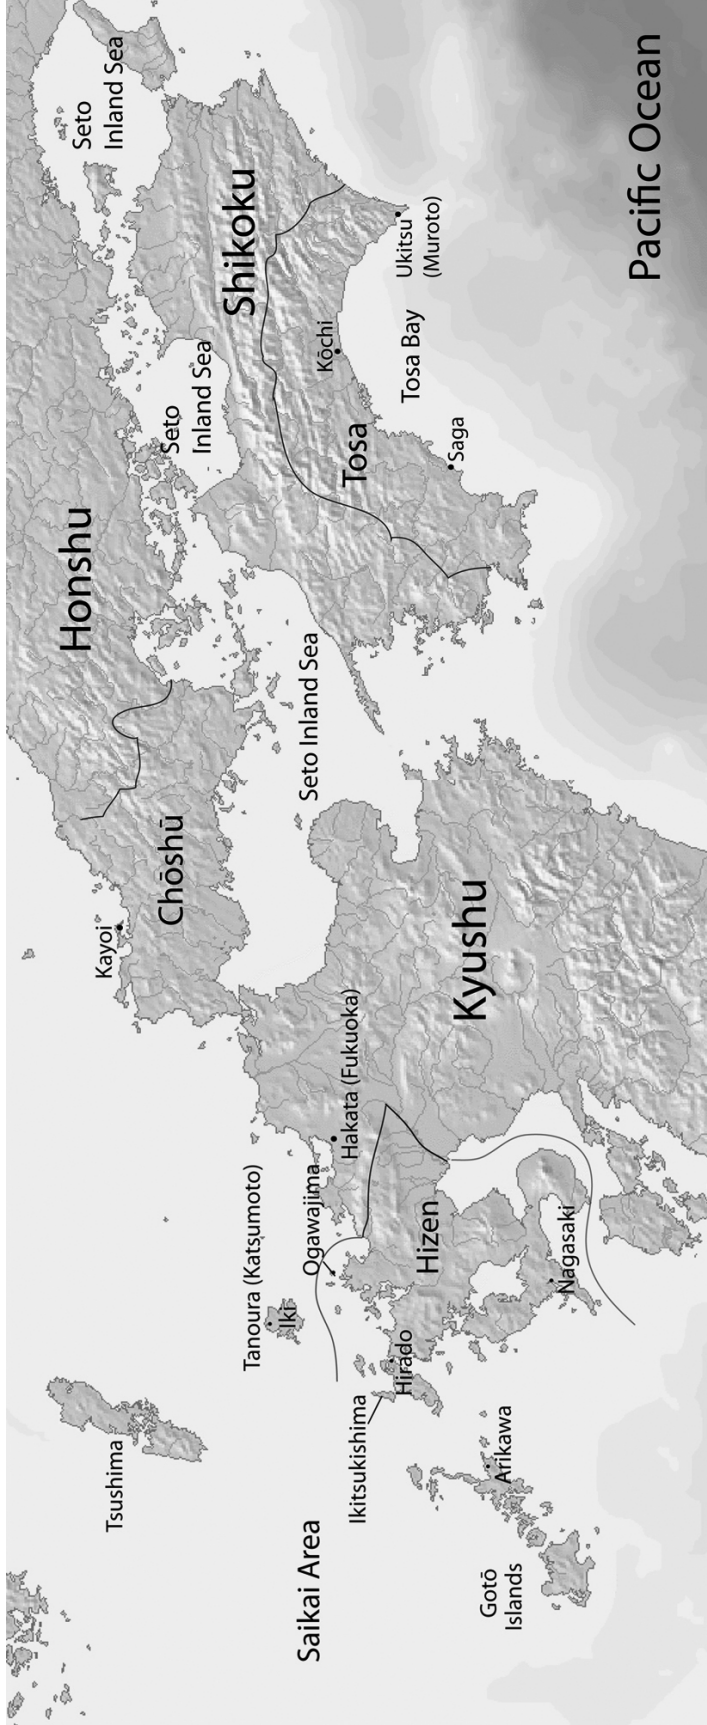 Seto
Inland Sea
Pacific Ocean
Shikoku
Ukitsu
(Muroto)
Kōchi
Tosa Bay
Seto
Inland Sea
Tosa
Saga
Honshu
Seto Inland Sea
Chōshū
Kayoi
Kyushu
Hakata (Fukuoka)
Tanoura (Katsumoto)
Ogawajima
Iki
Hizen
Nagasaki
Hirado
Ikitsukishima
Tsushima
Arikawa
Saikai Area
Gotō
Islands